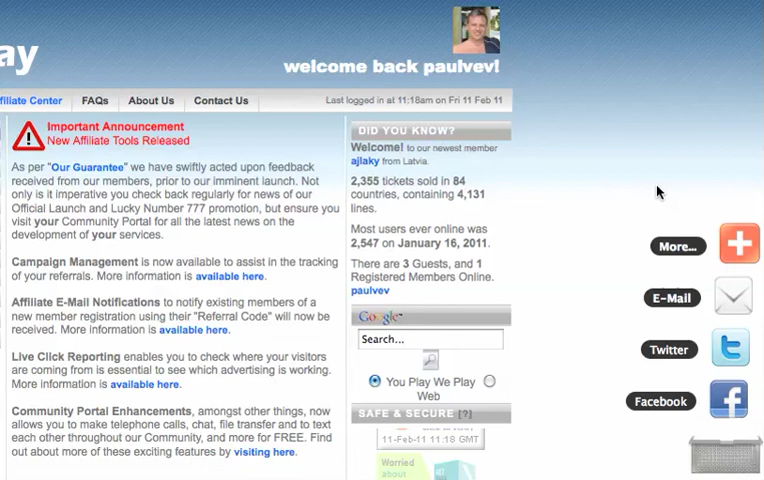 ay
welcome back paulvev!
ffiliate Center FAQs About Us Contact Us Last logged in at 11:18am on Fri 11 Feb 11
Important Announcement
New Affiliate Tools Released
As per "Our Guarantee" we have swiftly acted upon feedback
received from our members, prior to our imminent launch. Not
only is it imperative you check back regularly for news of our
Official Launch and Lucky Number 777 promotion, but ensure you
visit your Community Portal for all the latest news on the
development of your services.
Campaign Management is now available to assist in the tracking
of your referrals. More information is available here.
Affiliate E-Mail Notifications to notify existing members of a
new member registration using their "Referral Code" will now be
received. More information is available here.
Live Click Reporting enables you to check where your visitors
are coming from is essential to see which advertising is working.
More information is available here.
Community Portal Enhancements, amongst other things, now
allows you to make telephone calls, chat, file transfer and to text
each other throughout our Community, and more for FREE. Find
out about more of these exciting features by visiting here.
DID YOU KNOW?
Welcome! to our newest member
ajlaky from Latvia.
2,355 tickets sold in 84
countries, containing 4,131
lines.
Most users ever online was
2,547 on January 16, 2011.
There are 3 Guests, and 1
Registered Members Online.
paulvev
Google
Search...
You Play We Play
Web
SAFE & SECURE [?]
11-Feb-2011 11:18 GMT
Worried
about
More...
E-Mail
Twitter
Facebook